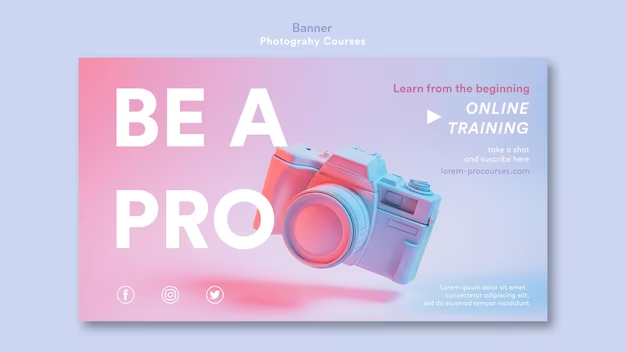 Banner
Photograhy Courses
BE A
PRO
Learn from the beginning
ONLINE
TRAINING
take a shot
and succribe here
lorem-procourses.com
Lorem ipsum dolor sit amet,
consectetur adipiscing elit,
sed do eiusmod tempor incididunt